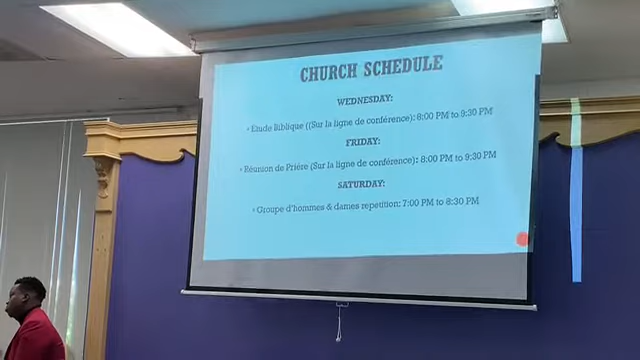 CHURCH SCHEDULE
WEDNESDAY:
• Etude Biblique ((Sur la ligne de conférence): 8:00 PM to 9:30 PM
FRIDAY:
• Réunion de Prière (Sur la ligne de conférence): 8:00 PM to 9:30 PM
SATURDAY:
• Groupe d'hommes & dames repetition: 7:00 PM to 8:30 PM